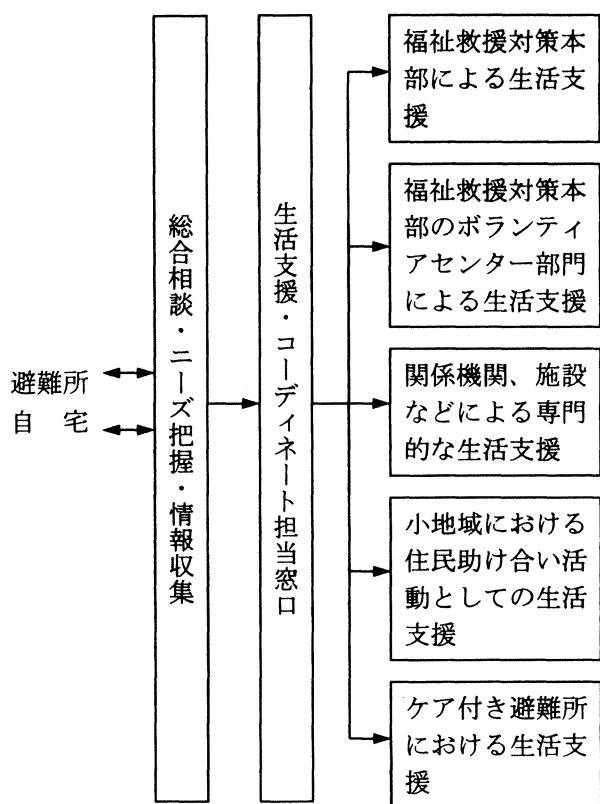 避難所
自　宅
総合相談・ニーズ把握・情報収集
生活支援・コーディネート担当窓口
福祉救援対策本
部による生活支
援
福祉救援対策本
部のボランティ
アセンター部門
による生活支援
関係機関、施設
などによる専門
的な生活支援
小地域における
住民助け合い活
動としての生活
支援
ケア付き避難所
における生活支
援